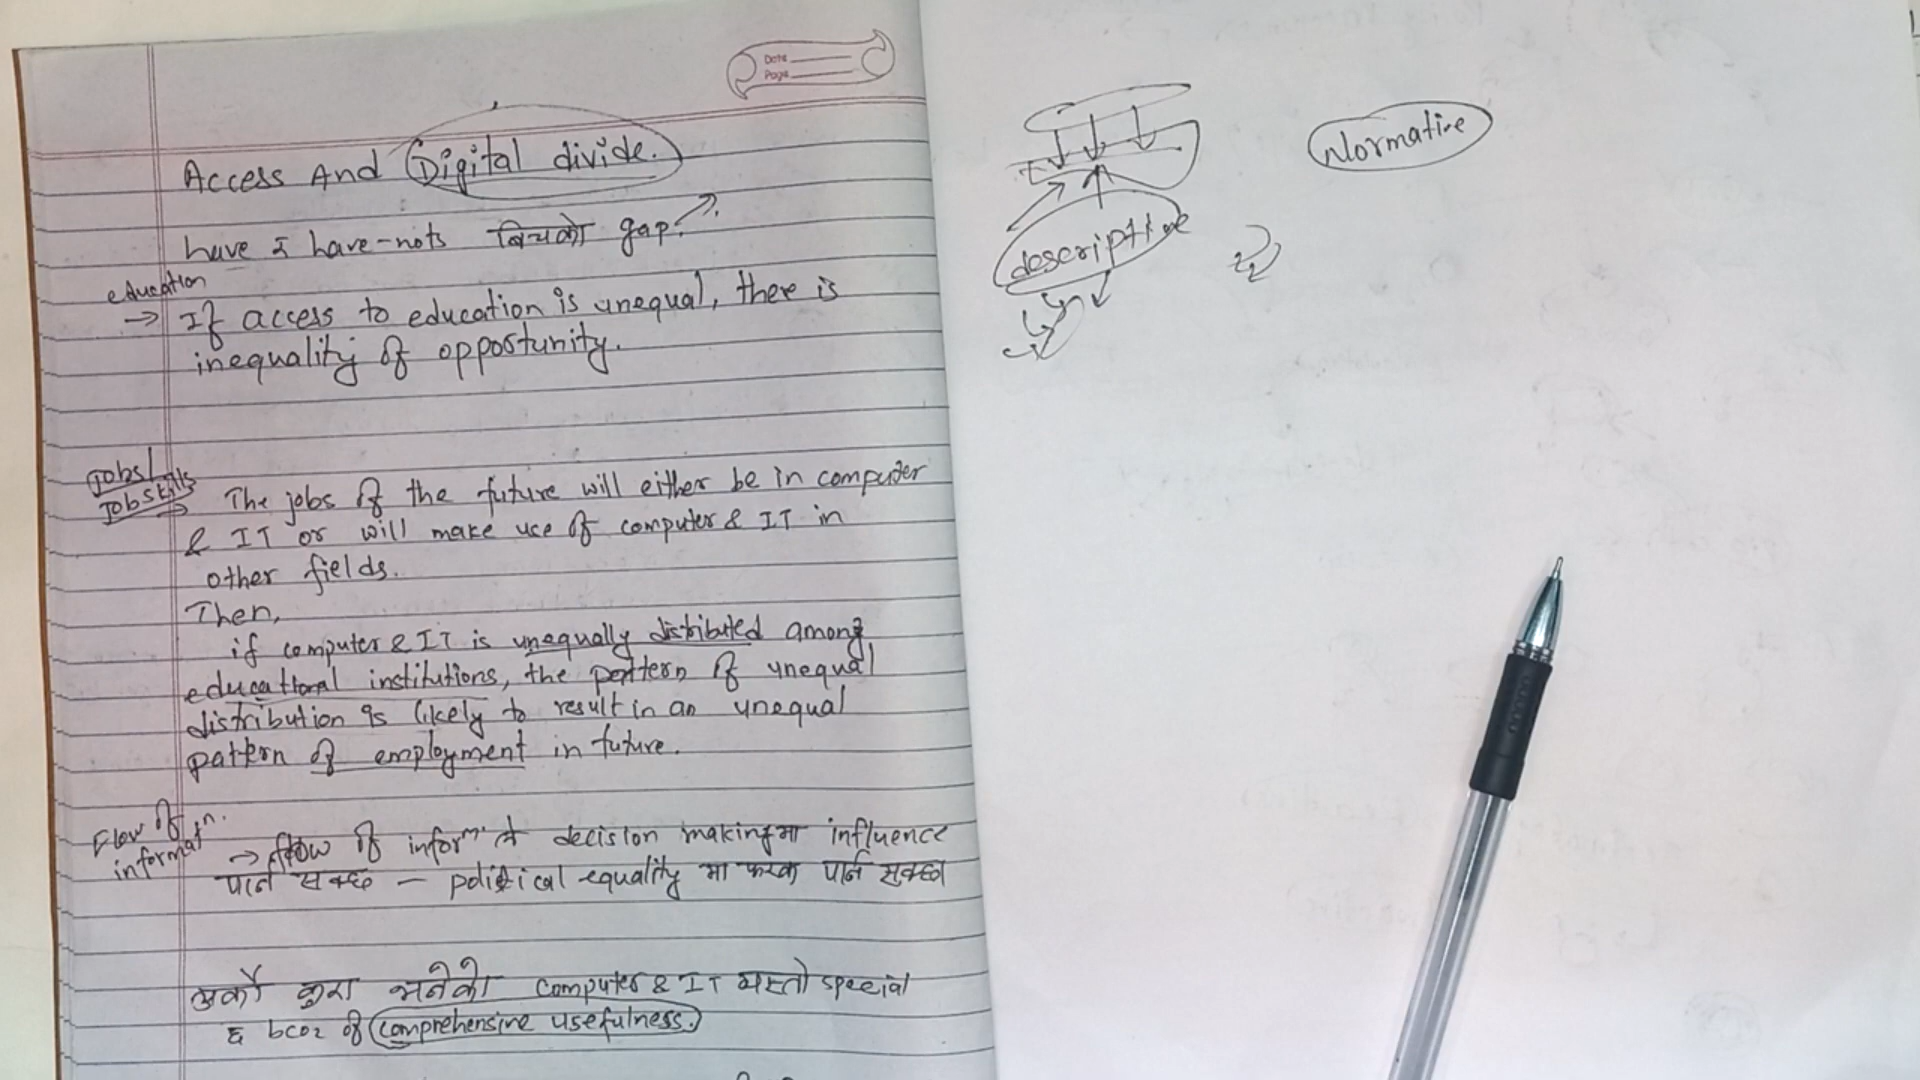 Date
Page
Access And Digital divide.
have र have-nots बिचको gap?
education
→ If access to education is unequal, there is
inequality of opportunity.
Jobs/
Job skills
→ The jobs of the future will either be in computer
& IT or will make use of computer & IT in
other fields.
Then,
if computer & IT is unequally distributed among
educational institutions, the pattern of unequal
distribution is likely to result in an unequal
pattern of employment in future.
Flow of
informatn.
→ flow of inform^n ले decision making मा influence
पार्न सक्छ — political equality मा फरक पार्न सक्छ।
अर्को कुरा भनेको computer & IT यस्तो special
छ bcoz of comprehensive usefulness.
descriptive
Normative